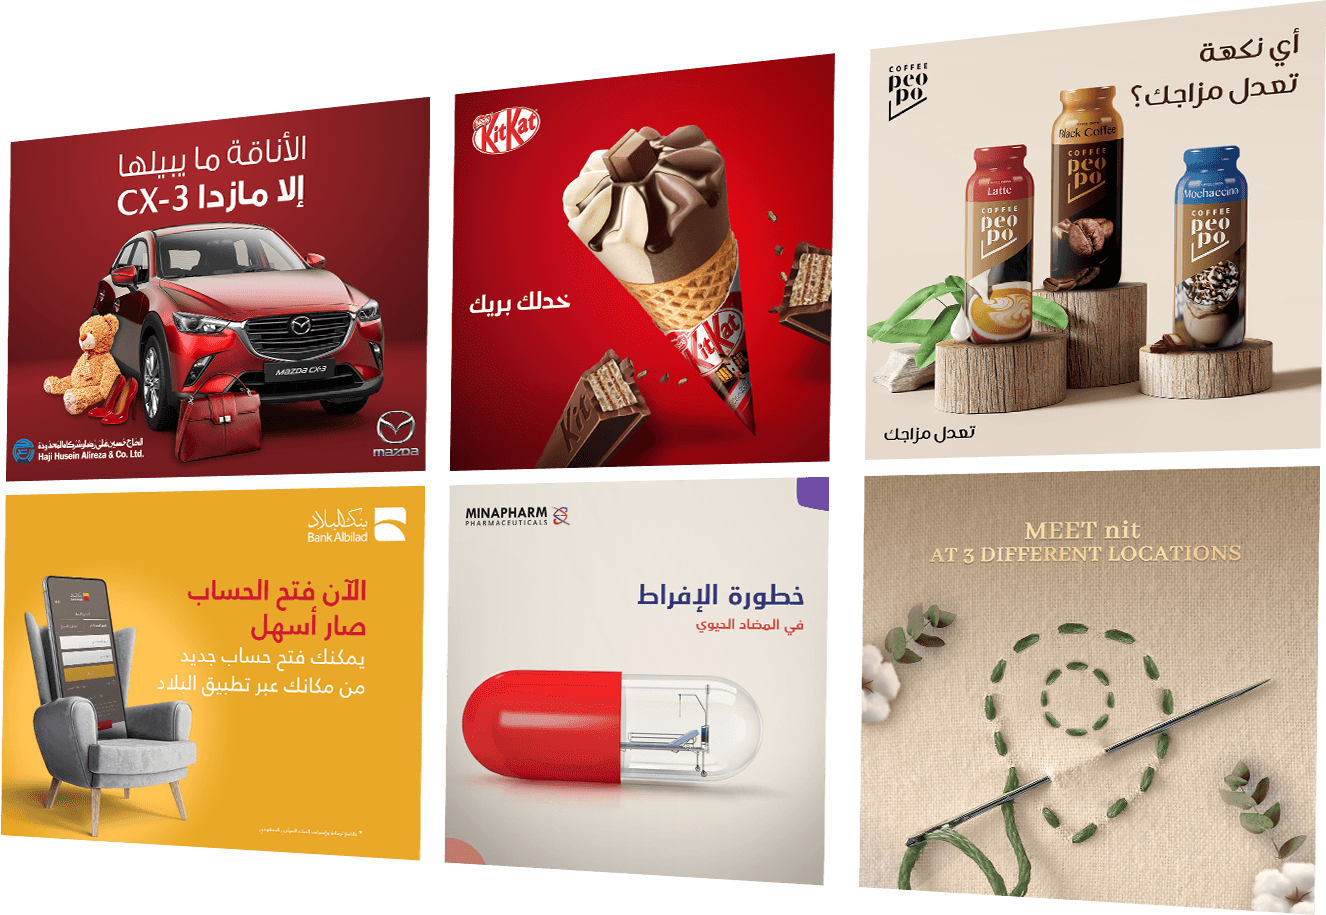 الأناقة ما يبيلها
إلا مازدا CX-3
MAZDA CX-3
الحاج حسين علي رضا وشركاه المحدودة
Haji Husein Alireza & Co. Ltd.
mazda
Nestle
KitKat
خدلك بريك
KitKat
Kit
COFFEE
peo
po
أي نكهة
تعدل مزاجك؟
Latte
COFFEE
peo
po
Black Coffee
COFFEE
peo
po
Mochaccino
COFFEE
peo
po
تعدل مزاجك
بنك البلاد
Bank Albilad
الآن فتح الحساب
صار أسهل
يمكنك فتح حساب جديد
من مكانك عبر تطبيق البلاد
MINAPHARM
PHARMACEUTICALS
خطورة الإفراط
في المضاد الحيوي
MEET nit
AT 3 DIFFERENT LOCATIONS